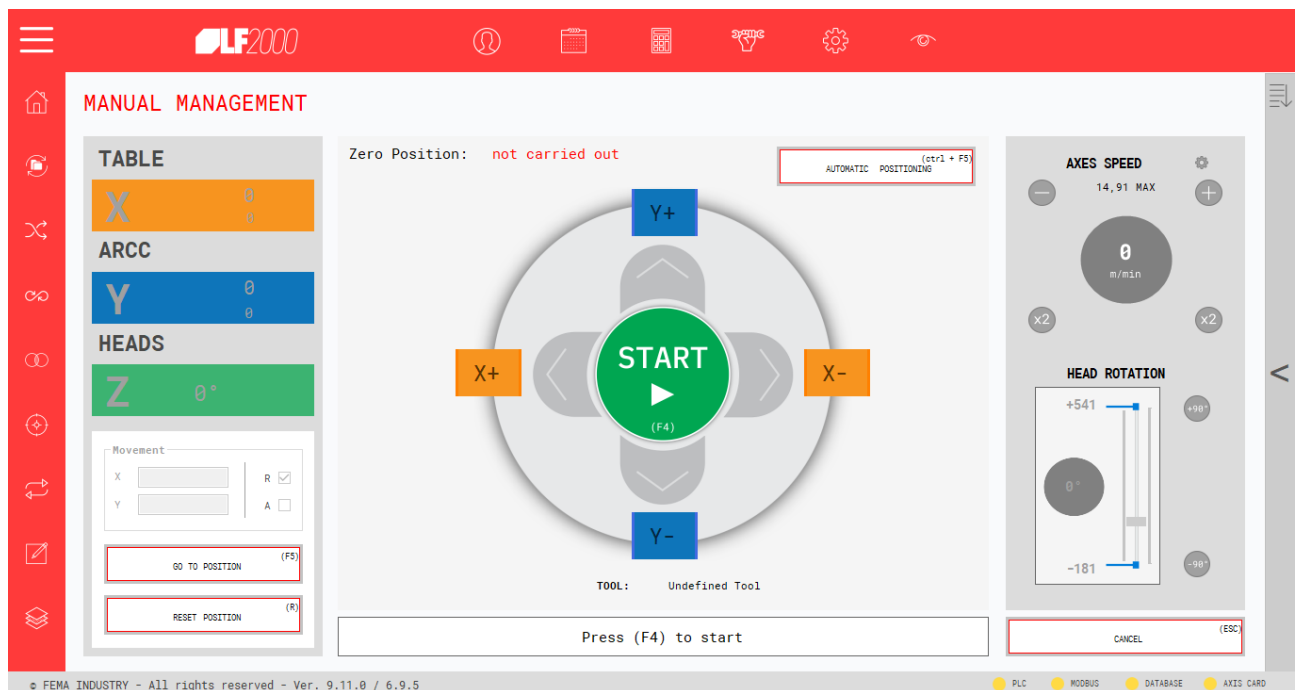 LF2000
MANUAL MANAGEMENT
TABLE
X 0
0
ARCC
Y 0
0
HEADS
Z 0°
Movement
X R
Y A
(F5)
GO TO POSITION
(R)
RESET POSITION
Zero Position: not carried out
(ctrl + F5)
AUTOMATIC POSITIONING
Y+
X+
START
(F4)
X-
Y-
TOOL: Undefined Tool
Press (F4) to start
AXES SPEED
14,91 MAX
0
m/min
x2 x2
HEAD ROTATION
+541
+90°
0°
-181
-90°
(ESC)
CANCEL
© FEMA INDUSTRY - All rights reserved - Ver. 9.11.0 / 6.9.5
PLC MODBUS DATABASE AXIS CARD